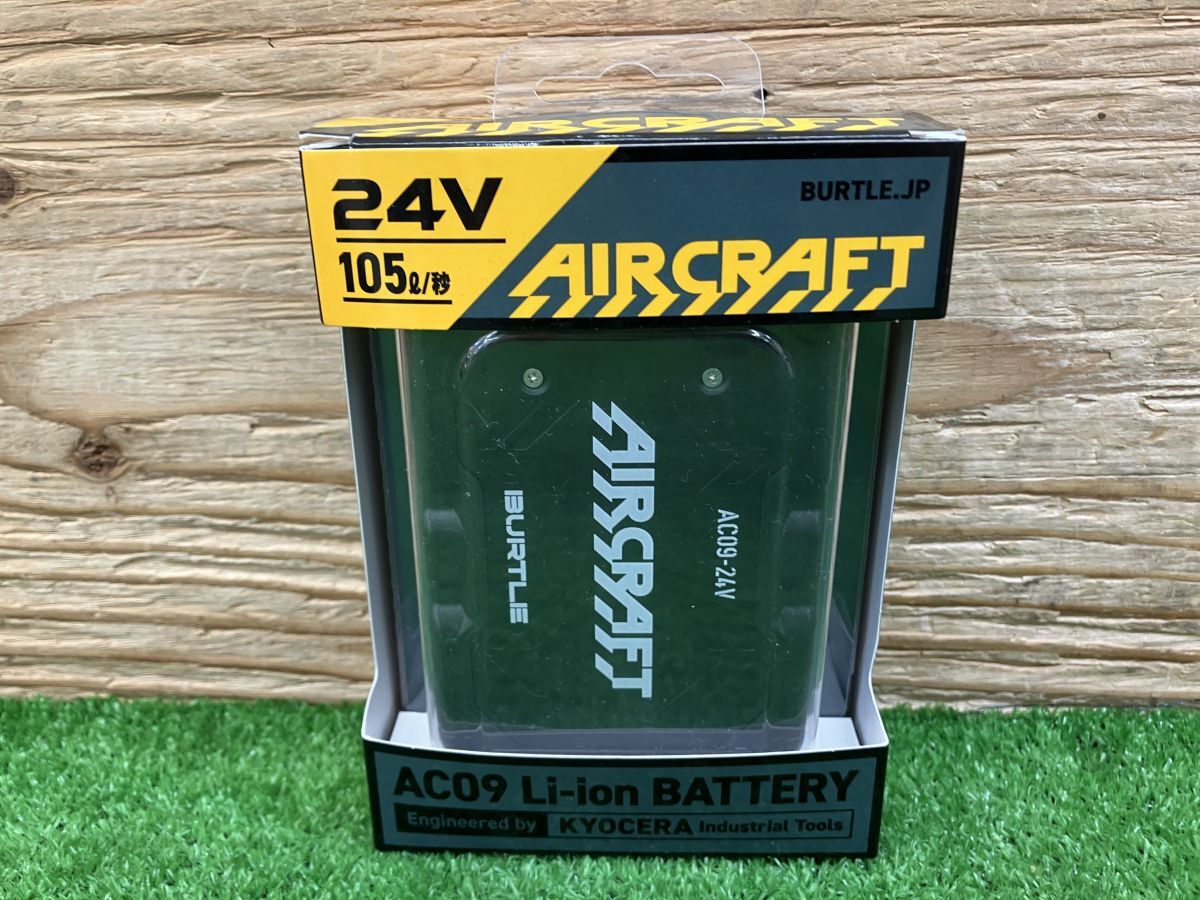 AIRCRAFT
24V
105ℓ/秒
BURTLE.JP
AIRCRAFT
AC09-24V
AIRCRAFT
BURTLE
AC09 Li-ion BATTERY
Engineered by KYOCERA Industrial Tools